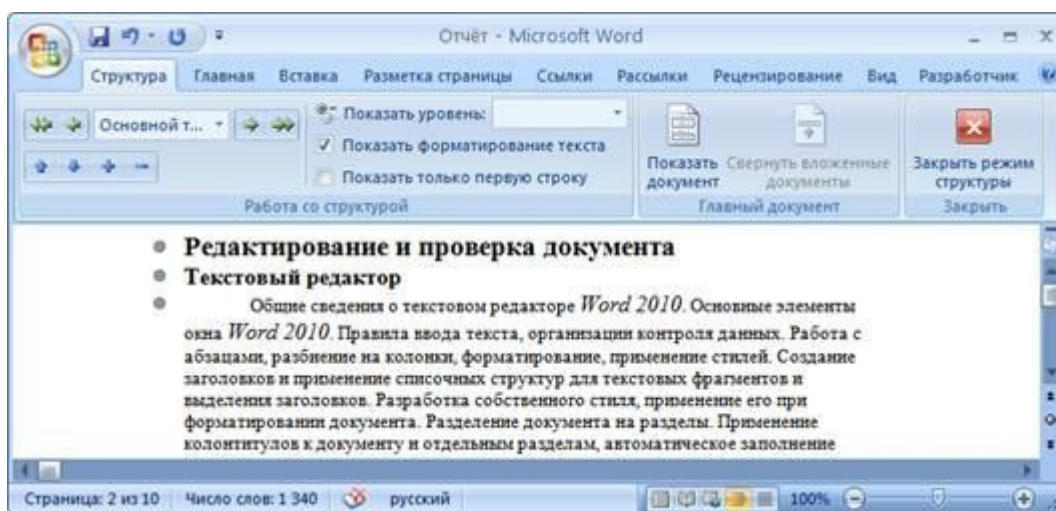 Отчёт - Microsoft Word
Структура Главная Вставка Разметка страницы Ссылки Рассылки Рецензирование Вид Разработчик
Основной т...
Показать уровень:
Показать форматирование текста
Показать только первую строку
Работа со структурой
Показать документ
Свернуть вложенные документы
Главный документ
Закрыть режим структуры
Закрыть
Редактирование и проверка документа
Текстовый редактор
Общие сведения о текстовом редакторе Word 2010. Основные элементы
окна Word 2010. Правила ввода текста, организации контроля данных. Работа с
абзацами, разбиение на колонки, форматирование, применение стилей. Создание
заголовков и применение списочных структур для текстовых фрагментов и
выделения заголовков. Разработка собственного стиля, применение его при
форматировании документа. Разделение документа на разделы. Применение
колонтитулов к документу и отдельным разделам, автоматическое заполнение
Страница: 2 из 10 Число слов: 1 340 русский 100%